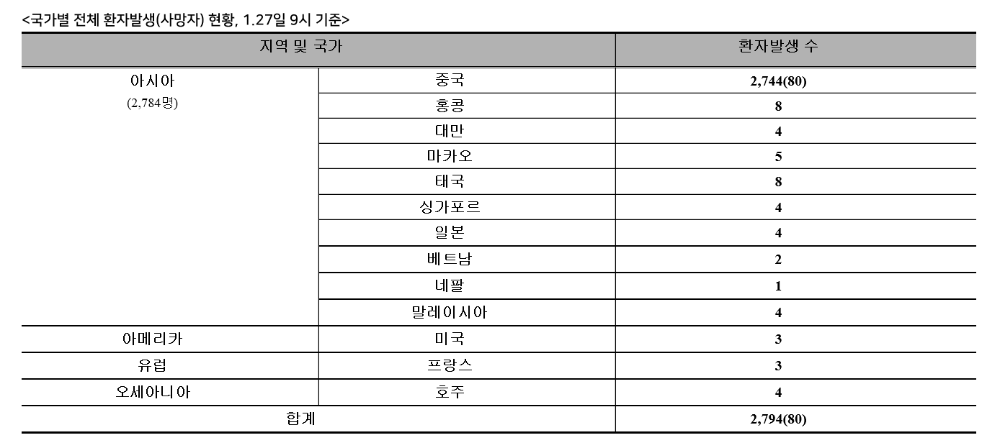 <국가별 전체 환자발생(사망자) 현황, 1.27일 9시 기준>
지역 및 국가 환자발생 수
아시아 중국 2,744(80)
(2,784명)
홍콩 8
대만 4
마카오 5
태국 8
싱가포르 4
일본 4
베트남 2
네팔 1
말레이시아 4
아메리카 미국 3
유럽 프랑스 3
오세아니아 호주 4
합계 2,794(80)